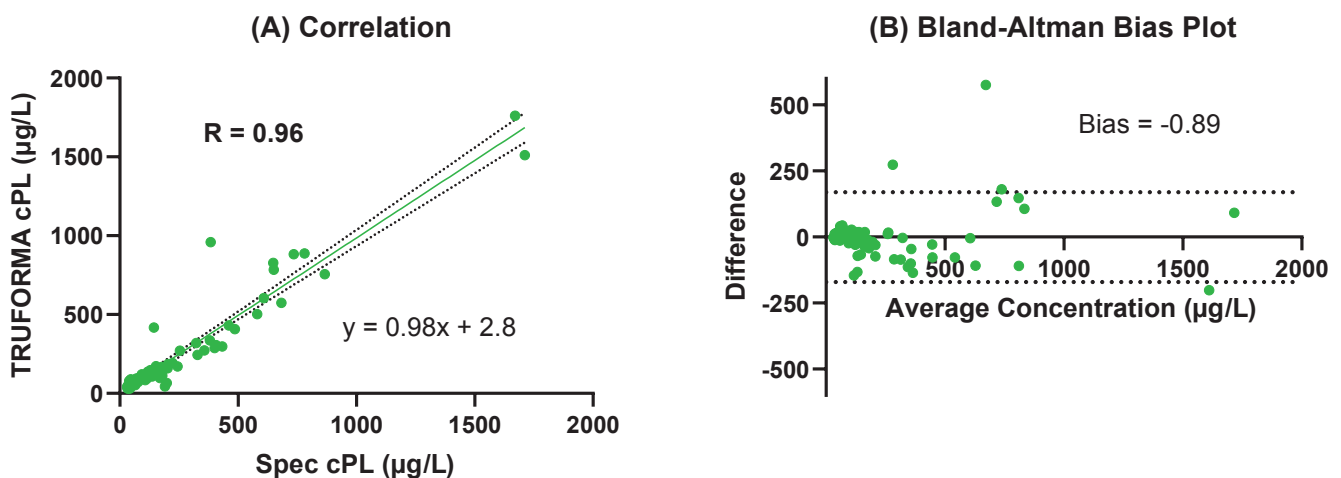 (A) Correlation
TRUFORMA cPL (µg/L)
2000
1500
1000
500
0
R = 0.96
y = 0.98x + 2.8
0 500 1000 1500 2000
Spec cPL (µg/L)
(B) Bland-Altman Bias Plot
Difference
500
250
0
-250
-500
Bias = -0.89
500 1000 1500 2000
Average Concentration (µg/L)